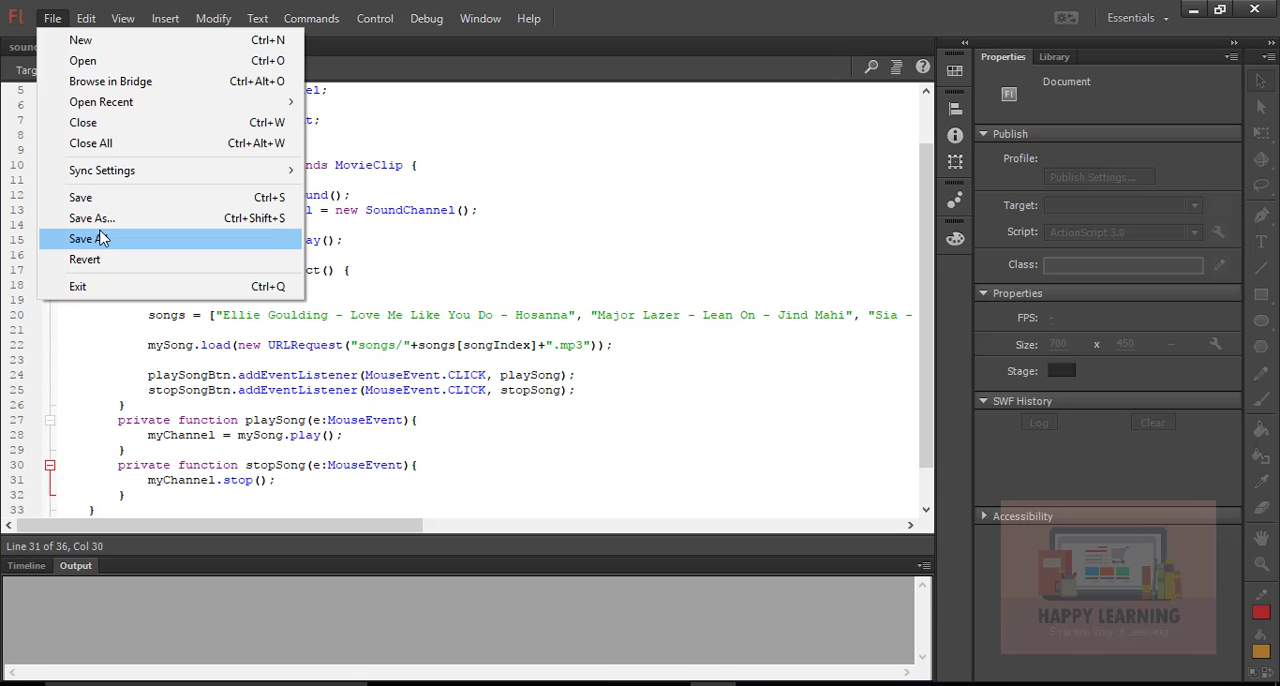 Fl File Edit View Insert Modify Text Commands Control Debug Window Help Essentials
New Ctrl+N
Open Ctrl+O
Browse in Bridge Ctrl+Alt+O
Open Recent
Close Ctrl+W
Close All Ctrl+Alt+W
Sync Settings
Save Ctrl+S
Save As... Ctrl+Shift+S
Save
Revert
Exit Ctrl+Q
5 el;
6
7 t;
8
9
10 nds MovieClip {
11
12 und();
13 l = new SoundChannel();
14
15 ay();
16
17 ct() {
18
19
20 songs = ["Ellie Goulding - Love Me Like You Do - Hosanna", "Major Lazer - Lean On - Jind Mahi", "Sia -
21
22 mySong.load(new URLRequest("songs/"+songs[songIndex]+".mp3"));
23
24 playSongBtn.addEventListener(MouseEvent.CLICK, playSong);
25 stopSongBtn.addEventListener(MouseEvent.CLICK, stopSong);
26 }
27 private function playSong(e:MouseEvent){
28 myChannel = mySong.play();
29 }
30 private function stopSong(e:MouseEvent){
31 myChannel.stop();
32 }
33 }
Line 31 of 36, Col 30
Timeline Output
Properties Library
Fl Document
Publish
Profile:
Publish Settings...
Target:
Script: ActionScript 3.0
Class:
Properties
FPS: -
Size: 700 x 450
Stage:
SWF History
Log Clear
Accessibility
HAPPY LEARNING